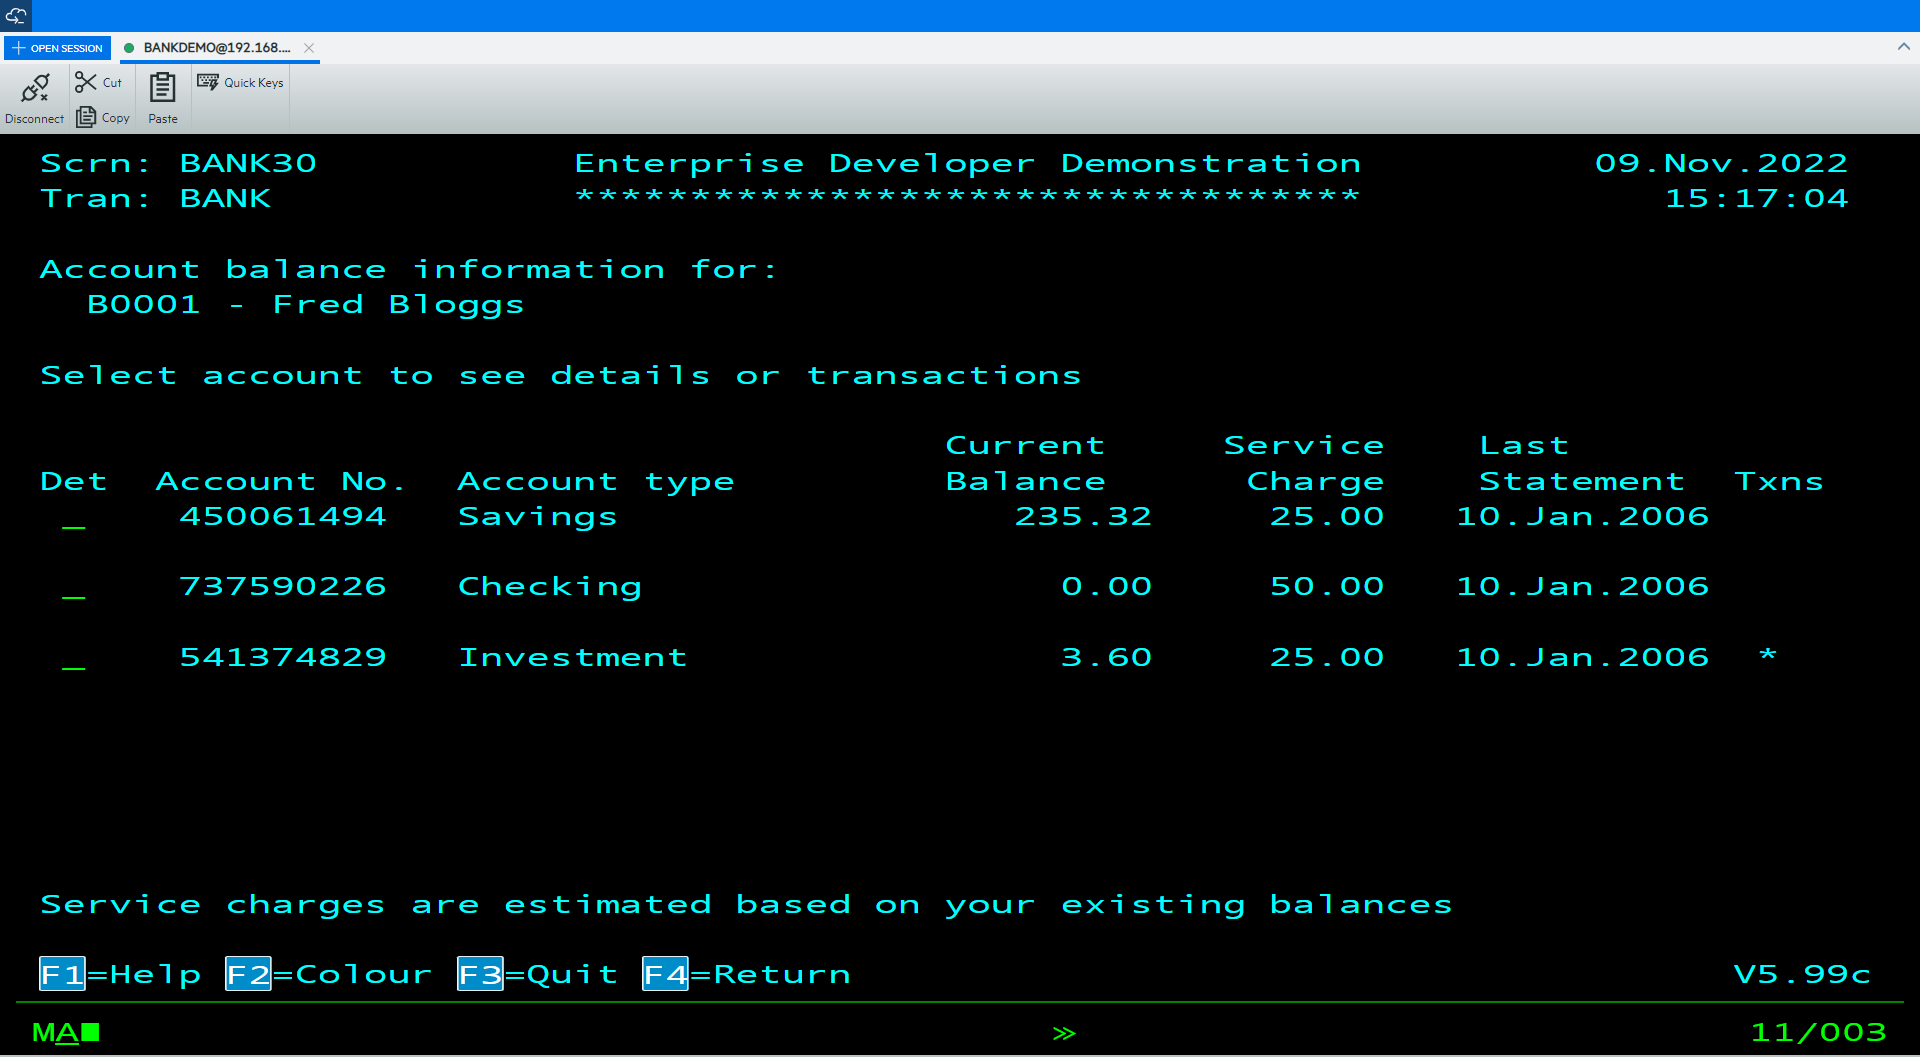 OPEN SESSION BANKDEMO@192.168....
Disconnect Cut Copy Paste Quick Keys
Scrn: BANK30 Enterprise Developer Demonstration 09.Nov.2022
Tran: BANK ********************************** 15:17:04
Account balance information for:
B0001 - Fred Bloggs
Select account to see details or transactions
Current Service Last
Det Account No. Account type Balance Charge Statement Txns
_ 450061494 Savings 235.32 25.00 10.Jan.2006
_ 737590226 Checking 0.00 50.00 10.Jan.2006
_ 541374829 Investment 3.60 25.00 10.Jan.2006 *
Service charges are estimated based on your existing balances
F1=Help F2=Colour F3=Quit F4=Return V5.99c
MA■ >> 11/003